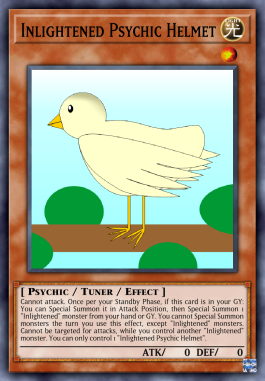 INLIGHTENED PSYCHIC HELMET
LIGHT
光
[ PSYCHIC / TUNER / EFFECT ]
Cannot attack. Once per your Standby Phase, if this card is in your GY:
You can Special Summon it in Attack Position, then Special Summon 1
"Inlightened" monster from your hand or GY. You cannot Special Summon
monsters the turn you use this effect, except "Inlightened" monsters.
Cannot be targeted for attacks, while you control another "Inlightened"
monster. You can only control 1 "Inlightened Psychic Helmet".
ATK/ 0 DEF/ 0